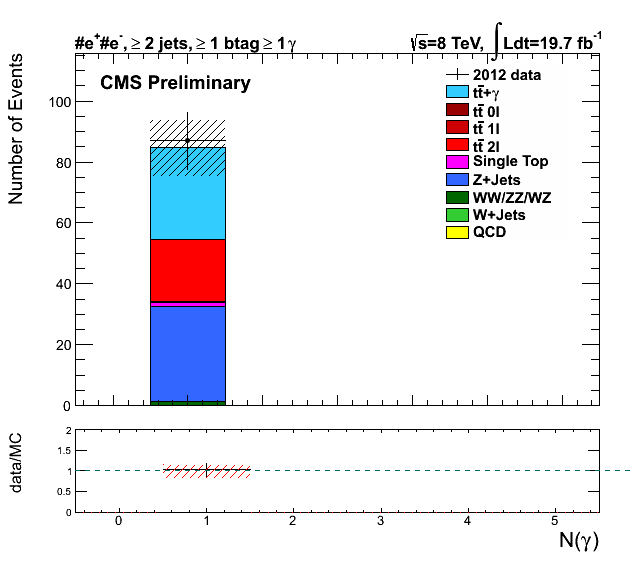 #e⁺#e⁻, ≥ 2 jets, ≥ 1 btag ≥ 1 γ √s=8 TeV, ∫Ldt=19.7 fb⁻¹
CMS Preliminary
2012 data
tt̄+γ
tt̄ 0l
tt̄ 1l
tt̄ 2l
Single Top
Z+Jets
WW/ZZ/WZ
W+Jets
QCD
Number of Events
100
80
60
40
20
0
data/MC
2
1.5
1
0.5
0
0 1 2 3 4 5
N(γ)